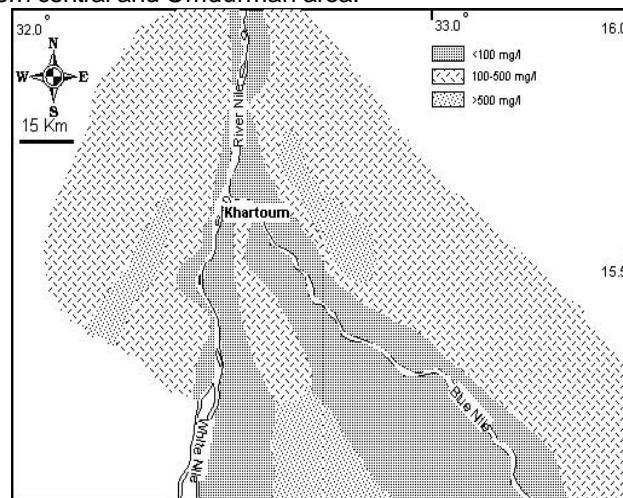 32.0°
33.0°
16.0
N
W E
S
15 Km
<100 mg/l
100-500 mg/l
>500 mg/l
River Nile
Khartoum
15.5
Blue Nile
White Nile